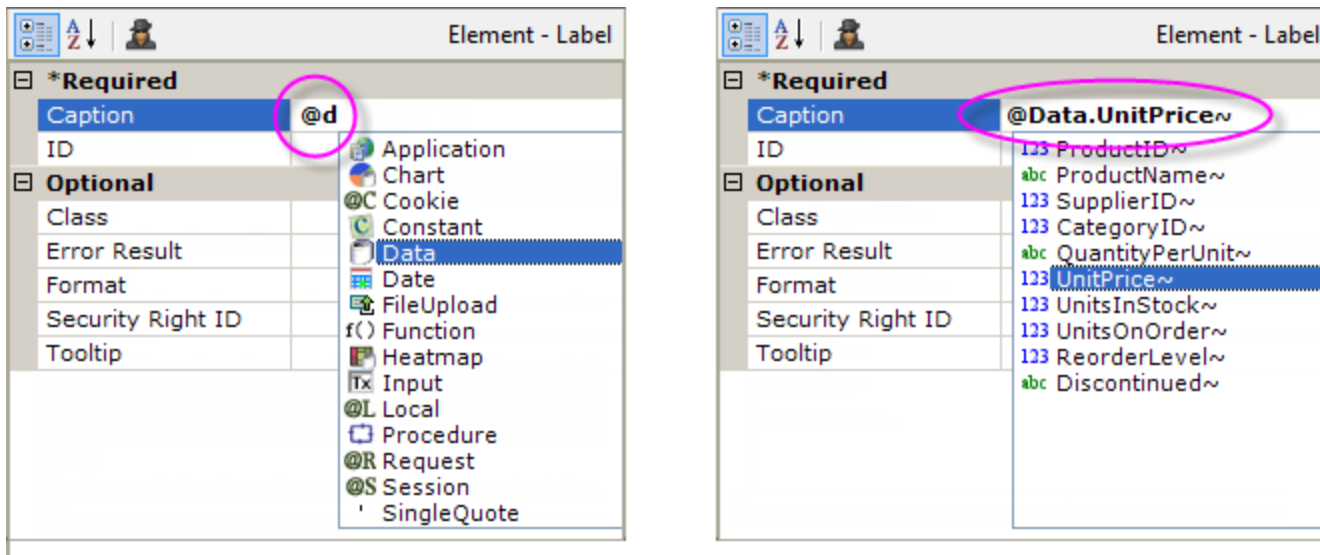 Element - Label
*Required
Caption @d
ID
Optional
Class
Error Result
Format
Security Right ID
Tooltip
Application
Chart
@C Cookie
C Constant
Data
Date
FileUpload
f() Function
Heatmap
Tx Input
@L Local
Procedure
@R Request
@S Session
' SingleQuote
Element - Label
*Required
Caption @Data.UnitPrice~
ID
Optional
Class
Error Result
Format
Security Right ID
Tooltip
123 ProductID~
abc ProductName~
123 SupplierID~
123 CategoryID~
abc QuantityPerUnit~
123 UnitPrice~
123 UnitsInStock~
123 UnitsOnOrder~
123 ReorderLevel~
abc Discontinued~